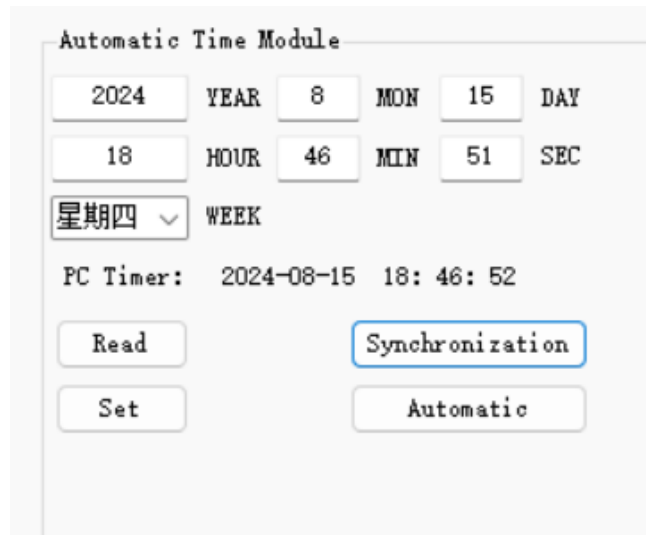 Automatic Time Module
2024 YEAR 8 MON 15 DAY
18 HOUR 46 MIN 51 SEC
星期四 WEEK
PC Timer: 2024-08-15 18: 46: 52
Read Synchronization
Set Automatic